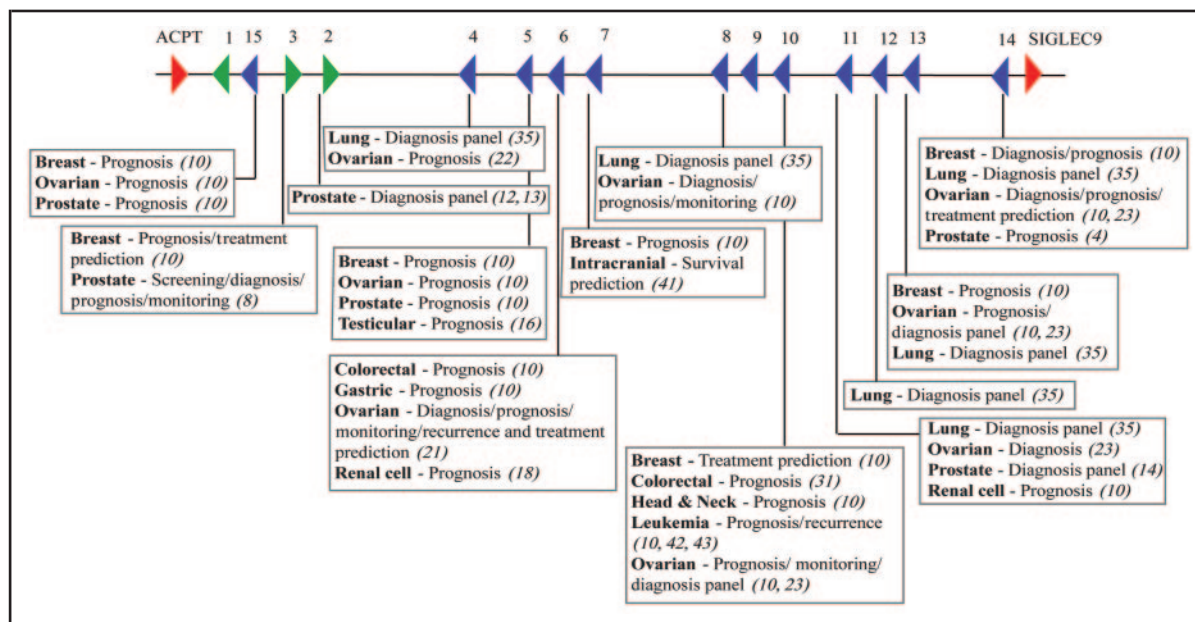 ACPT 1 15 3 2 4 5 6 7 8 9 10 11 12 13 14 SIGLEC9
Breast - Prognosis (10)
Ovarian - Prognosis (10)
Prostate - Prognosis (10)
Breast - Prognosis/treatment
prediction (10)
Prostate - Screening/diagnosis/
prognosis/monitoring (8)
Lung - Diagnosis panel (35)
Ovarian - Prognosis (22)
Prostate - Diagnosis panel (12, 13)
Breast - Prognosis (10)
Ovarian - Prognosis (10)
Prostate - Prognosis (10)
Testicular - Prognosis (16)
Colorectal - Prognosis (10)
Gastric - Prognosis (10)
Ovarian - Diagnosis/prognosis/
monitoring/recurrence and treatment
prediction (21)
Renal cell - Prognosis (18)
Breast - Prognosis (10)
Intracranial - Survival
prediction (41)
Lung - Diagnosis panel (35)
Ovarian - Diagnosis/
prognosis/monitoring (10)
Breast - Treatment prediction (10)
Colorectal - Prognosis (31)
Head & Neck - Prognosis (10)
Leukemia - Prognosis/recurrence
(10, 42, 43)
Ovarian - Prognosis/ monitoring/
diagnosis panel (10, 23)
Lung - Diagnosis panel (35)
Ovarian - Diagnosis (23)
Prostate - Diagnosis panel (14)
Renal cell - Prognosis (10)
Lung - Diagnosis panel (35)
Breast - Prognosis (10)
Ovarian - Prognosis/
diagnosis panel (10, 23)
Lung - Diagnosis panel (35)
Breast - Diagnosis/prognosis (10)
Lung - Diagnosis panel (35)
Ovarian - Diagnosis/prognosis/
treatment prediction (10, 23)
Prostate - Prognosis (4)